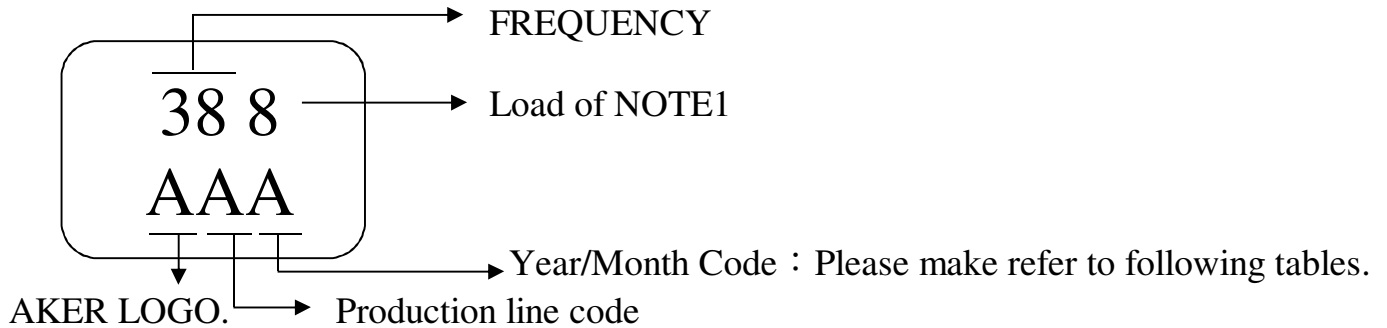 FREQUENCY
38 8
Load of NOTE1
AAA
Year/Month Code：Please make refer to following tables.
AKER LOGO.
Production line code